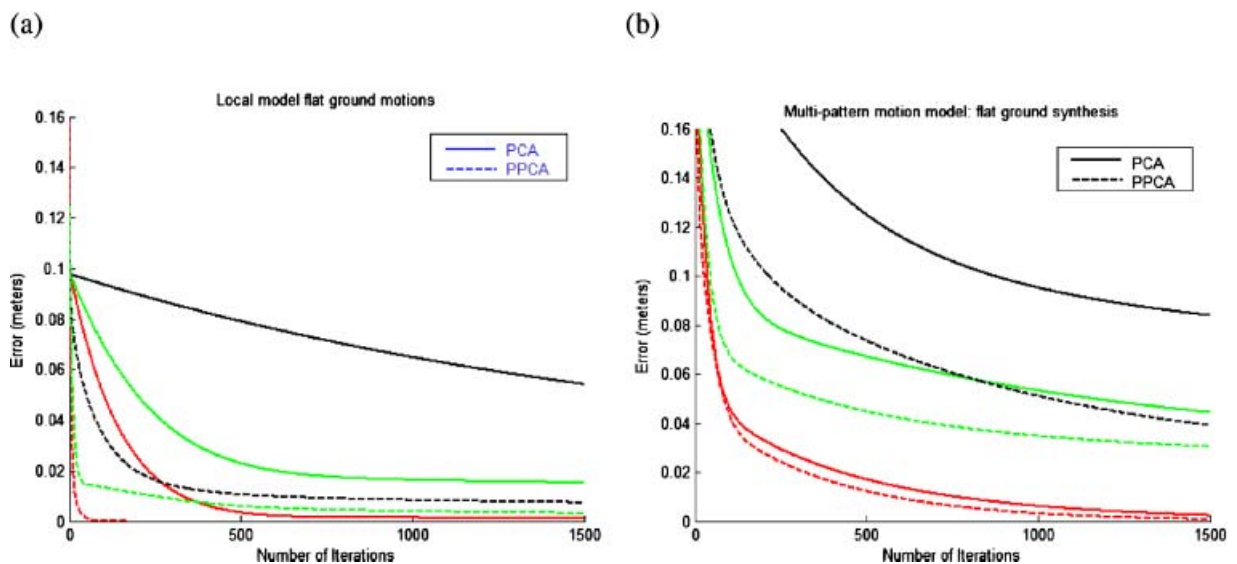 (a)
Local model flat ground motions
PCA
PPCA
0.16
0.14
0.12
0.1
0.08
0.06
0.04
0.02
0
Error (meters)
0
500
1000
1500
Number of Iterations
(b)
Multi-pattern motion model: flat ground synthesis
PCA
PPCA
0.16
0.14
0.12
0.1
0.08
0.06
0.04
0.02
0
Error (meters)
0
500
1000
1500
Number of Iterations